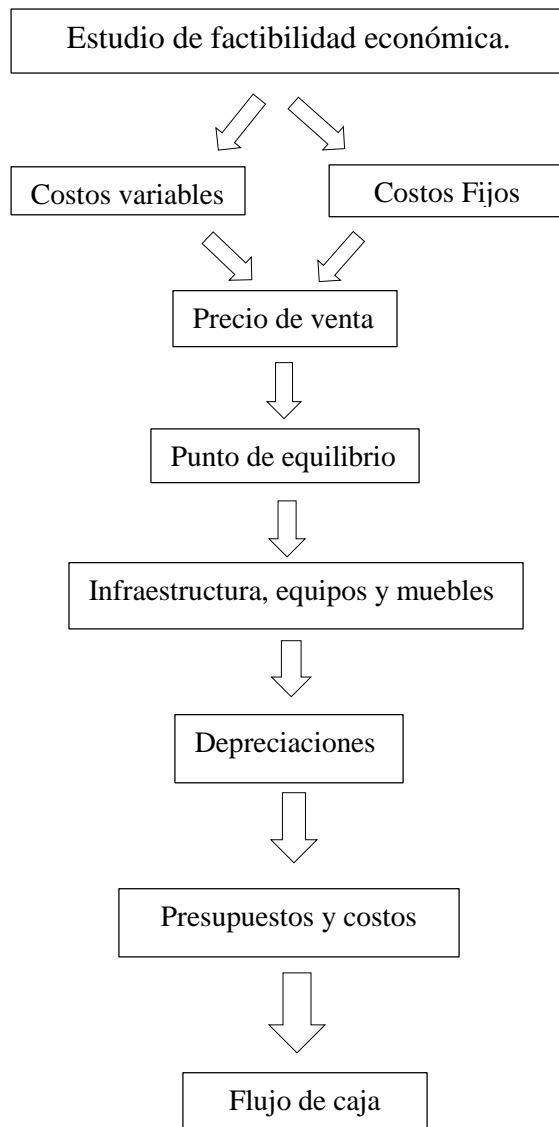 Estudio de factibilidad económica.
Costos variables
Costos Fijos
Precio de venta
Punto de equilibrio
Infraestructura, equipos y muebles
Depreciaciones
Presupuestos y costos
Flujo de caja